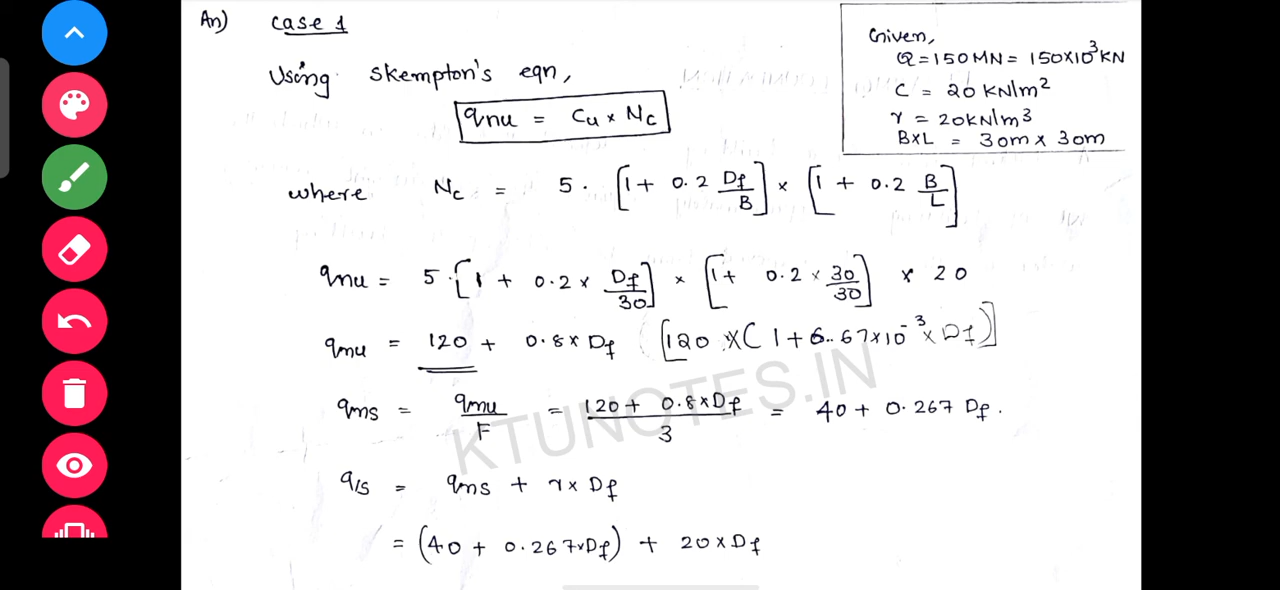 An) Case 1
Using Skempton's eqn,
qnu = Cu × Nc
Given,
Q = 150 MN = 150×10³ KN
C = 20 KN/m²
γ = 20KN/m³
B×L = 30m × 30m
where Nc = 5 · [1 + 0.2 Df/B] × [1 + 0.2 B/L]
qnu = 5 · [1 + 0.2 × Df/30] × [1 + 0.2 × 30/30] × 20
qnu = 120 + 0.8 × Df [120 × (1 + 6.67×10⁻³ × Df)]
qns = qnu/F = 120 + 0.8×Df/3 = 40 + 0.267 Df.
q/s = qns + γ × Df
= (40 + 0.267×Df) + 20×Df
KTUNOTES.IN